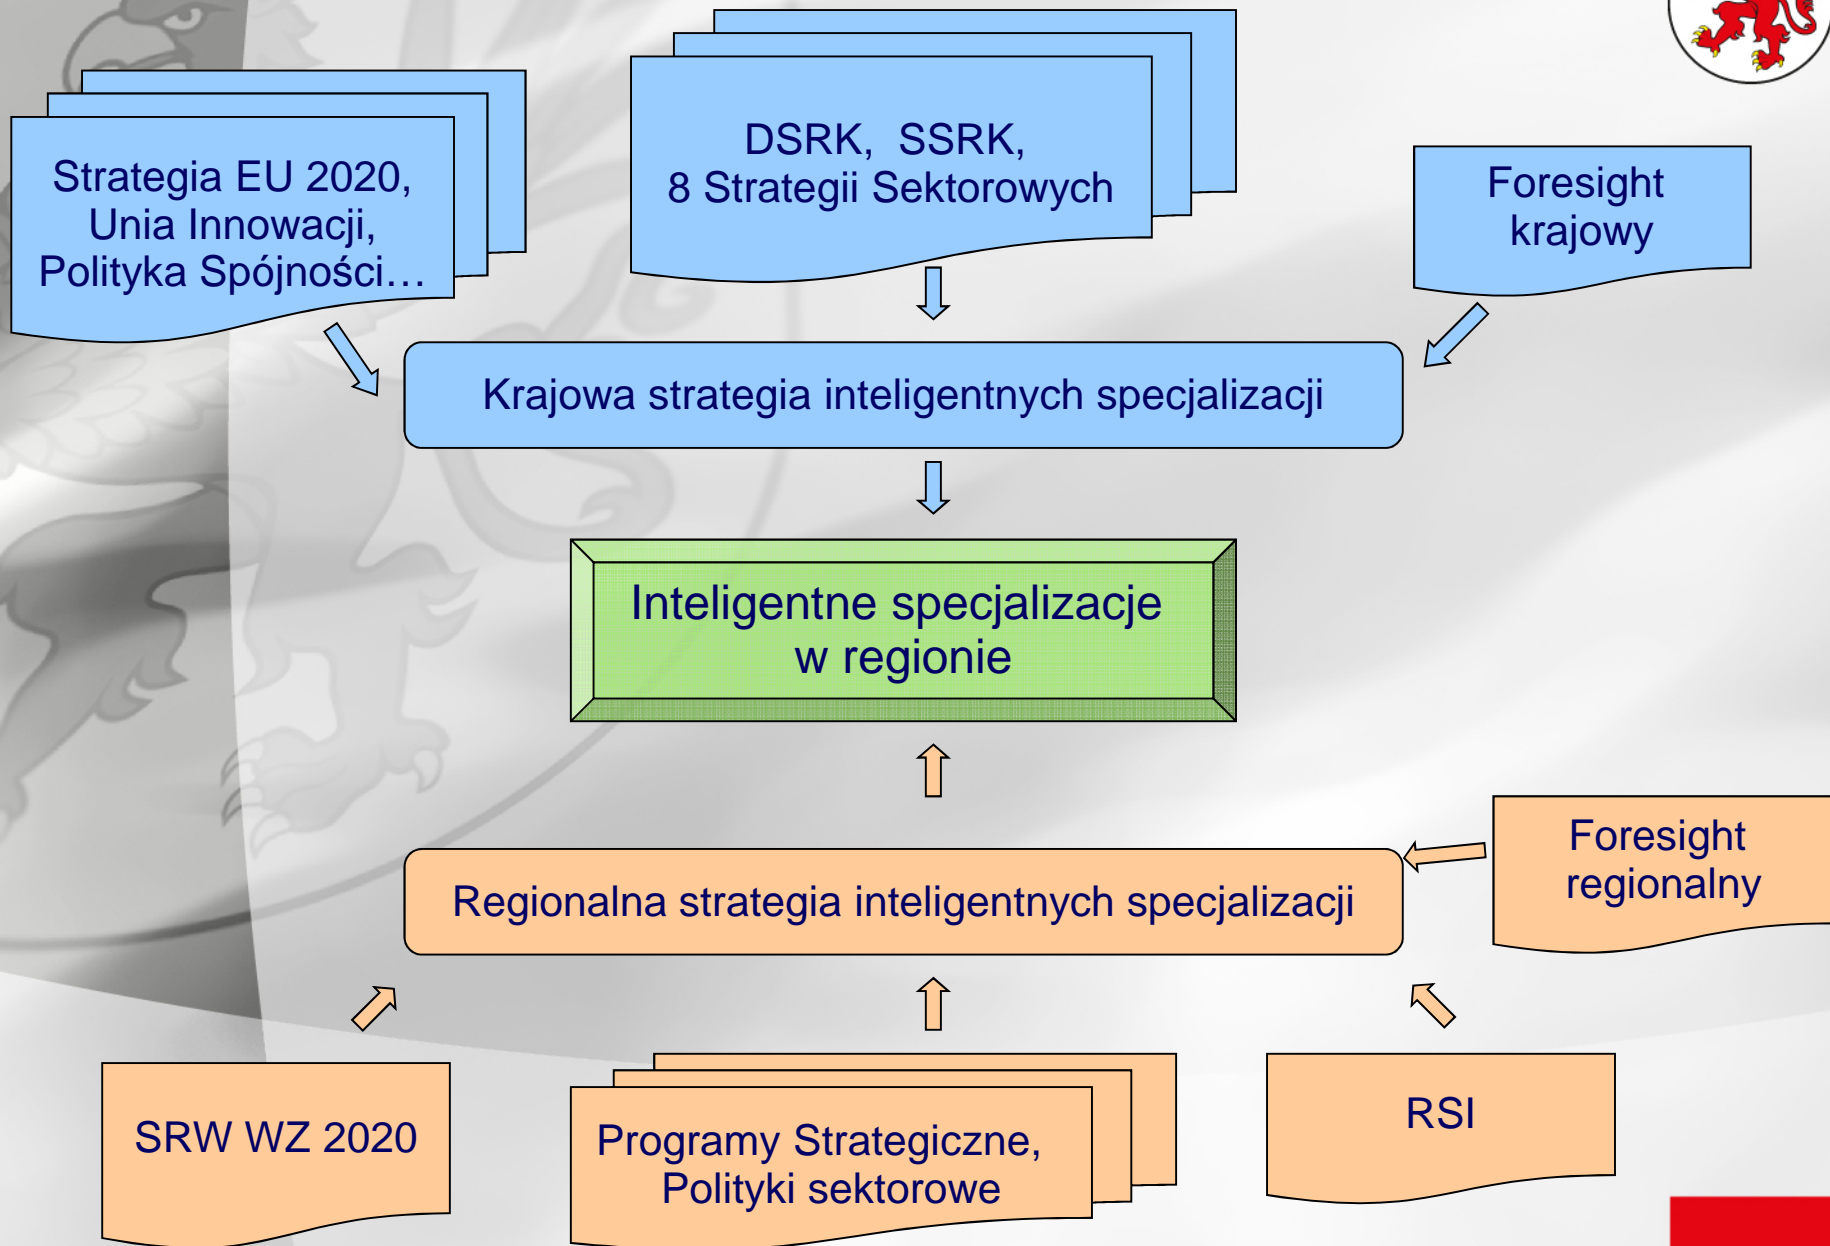 Strategia EU 2020,
Unia Innowacji,
Polityka Spójności…
DSRK, SSRK,
8 Strategii Sektorowych
Foresight
krajowy
Krajowa strategia inteligentnych specjalizacji
Inteligentne specjalizacje
w regionie
Regionalna strategia inteligentnych specjalizacji
Foresight
regionalny
SRW WZ 2020
Programy Strategiczne,
Polityki sektorowe
RSI